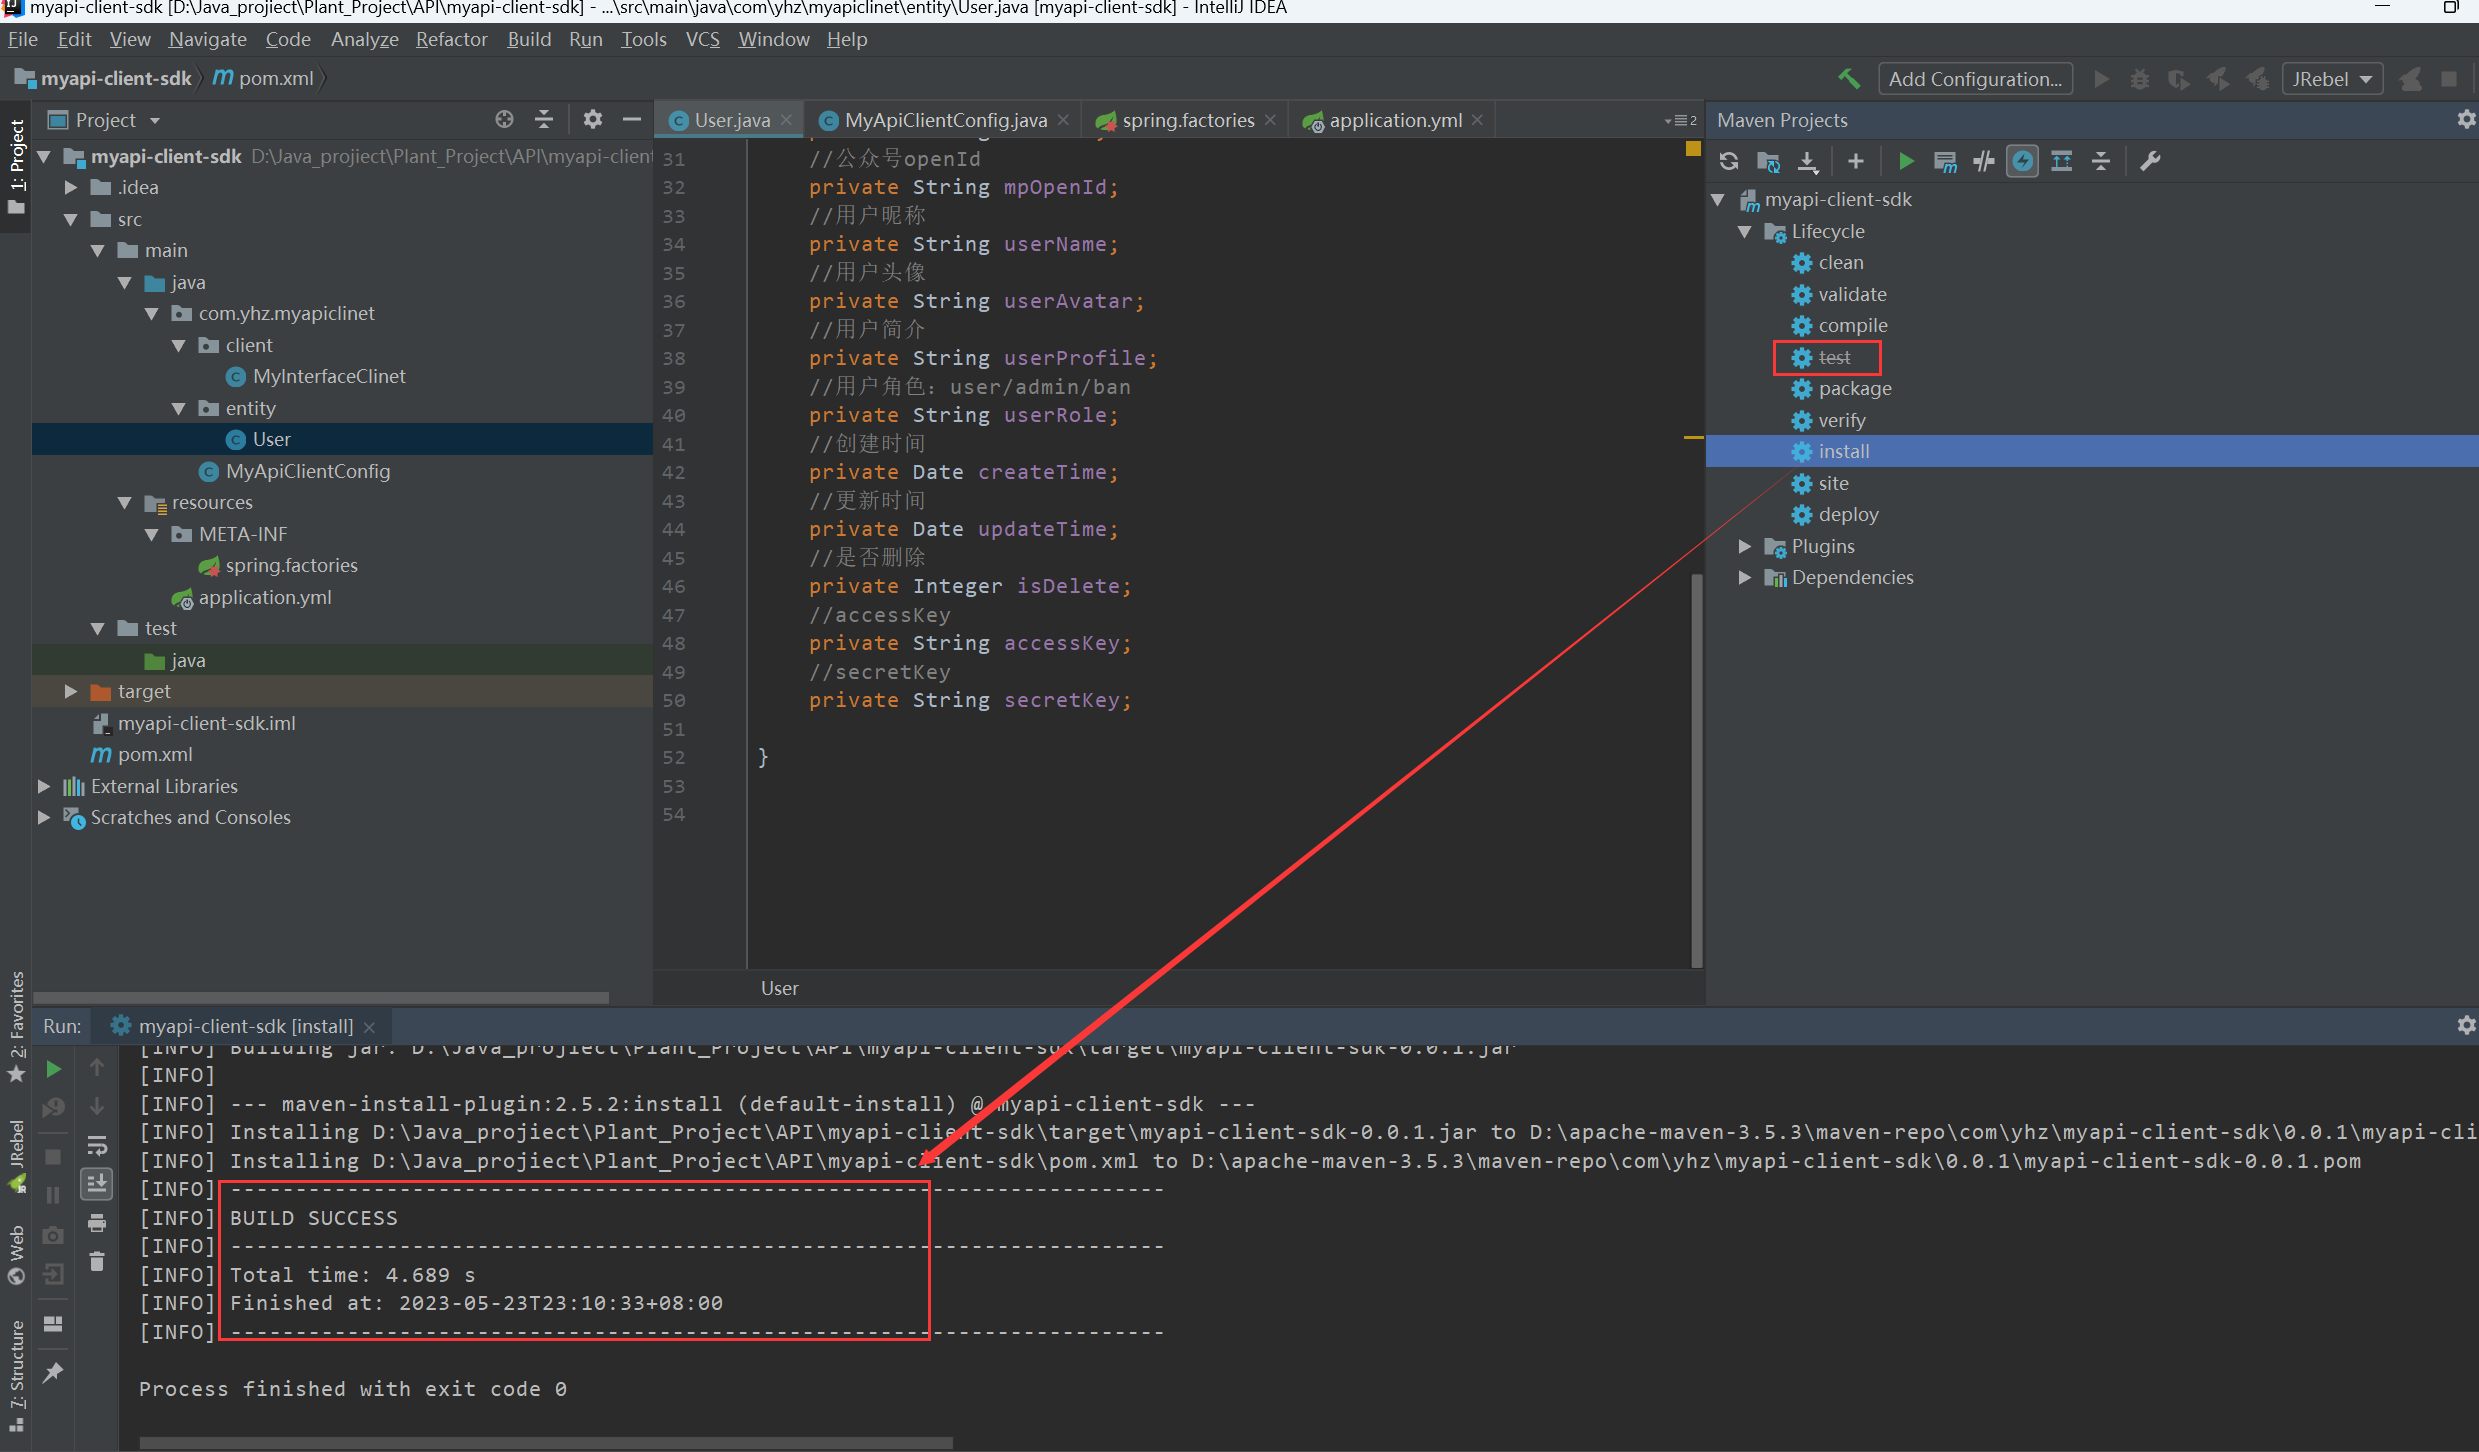 myapi-client-sdk [D:\Java_projiect\Plant_Project\API\myapi-client-sdk] - ...\src\main\java\com\yhz\myapiclinet\entity\User.java [myapi-client-sdk] - IntelliJ IDEA
File Edit View Navigate Code Analyze Refactor Build Run Tools VCS Window Help
myapi-client-sdk pom.xml
Add Configuration... JRebel
1: Project
Project
myapi-client-sdk D:\Java_projiect\Plant_Project\API\myapi-client
.idea
src
main
java
com.yhz.myapiclinet
client
MyInterfaceClinet
entity
User
MyApiClientConfig
resources
META-INF
spring.factories
application.yml
test
java
target
myapi-client-sdk.iml
pom.xml
External Libraries
Scratches and Consoles
User.java MyApiClientConfig.java spring.factories application.yml 2
31 //公众号openId
32 private String mpOpenId;
33 //用户昵称
34 private String userName;
35 //用户头像
36 private String userAvatar;
37 //用户简介
38 private String userProfile;
39 //用户角色：user/admin/ban
40 private String userRole;
41 //创建时间
42 private Date createTime;
43 //更新时间
44 private Date updateTime;
45 //是否删除
46 private Integer isDelete;
47 //accessKey
48 private String accessKey;
49 //secretKey
50 private String secretKey;
51
52 }
53
54
User
Maven Projects
myapi-client-sdk
Lifecycle
clean
validate
compile
test
package
verify
install
site
deploy
Plugins
Dependencies
2: Favorites
JRebel
Web
7: Structure
Run: myapi-client-sdk [install]
[INFO] Building jar: D:\Java_projiect\Plant_Project\API\myapi-client-sdk\target\myapi-client-sdk-0.0.1.jar
[INFO]
[INFO] --- maven-install-plugin:2.5.2:install (default-install) @ myapi-client-sdk ---
[INFO] Installing D:\Java_projiect\Plant_Project\API\myapi-client-sdk\target\myapi-client-sdk-0.0.1.jar to D:\apache-maven-3.5.3\maven-repo\com\yhz\myapi-client-sdk\0.0.1\myapi-cli
[INFO] Installing D:\Java_projiect\Plant_Project\API\myapi-client-sdk\pom.xml to D:\apache-maven-3.5.3\maven-repo\com\yhz\myapi-client-sdk\0.0.1\myapi-client-sdk-0.0.1.pom
[INFO] ------------------------------------------------------------------------
[INFO] BUILD SUCCESS
[INFO] ------------------------------------------------------------------------
[INFO] Total time: 4.689 s
[INFO] Finished at: 2023-05-23T23:10:33+08:00
[INFO] ------------------------------------------------------------------------
Process finished with exit code 0